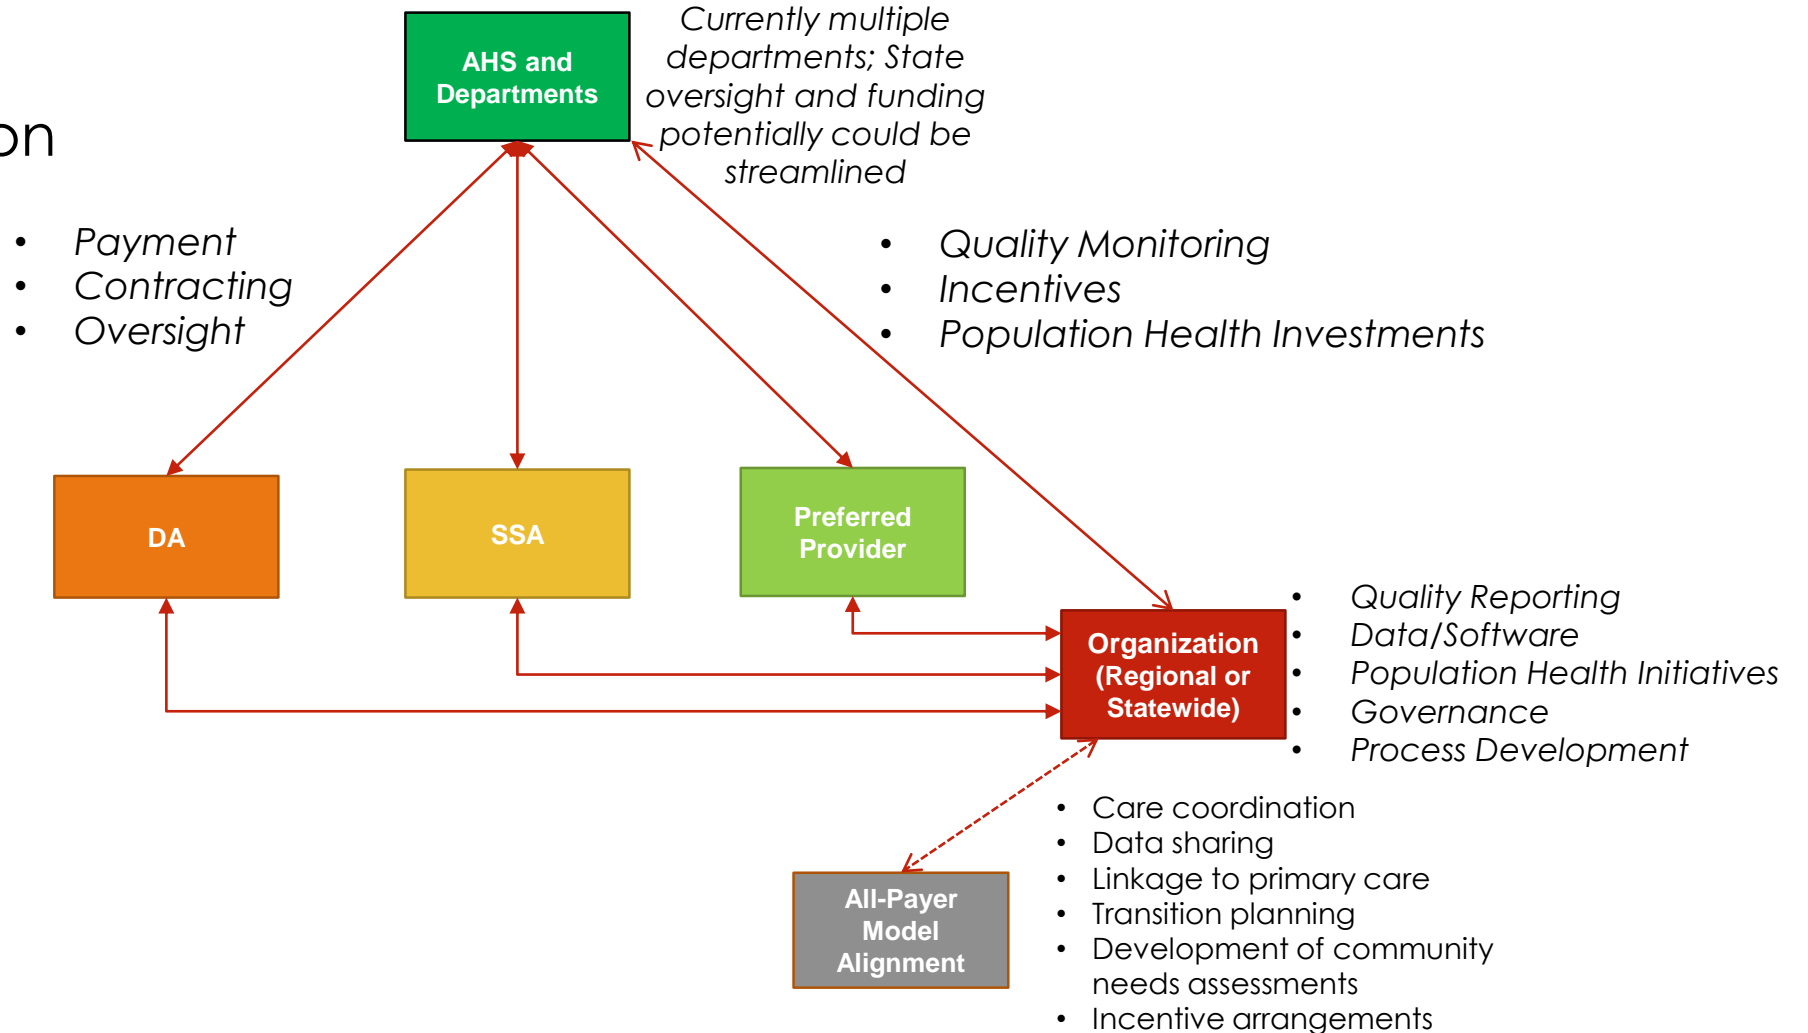 Currently multiple
departments; State
oversight and funding
potentially could be
streamlined
AHS and
Departments
on
• Payment
• Contracting
• Oversight
• Quality Monitoring
• Incentives
• Population Health Investments
DA
SSA
Preferred
Provider
Organization
(Regional or
Statewide)
• Quality Reporting
• Data/Software
• Population Health Initiatives
• Governance
• Process Development
All-Payer
Model
Alignment
• Care coordination
• Data sharing
• Linkage to primary care
• Transition planning
• Development of community
needs assessments
• Incentive arrangements